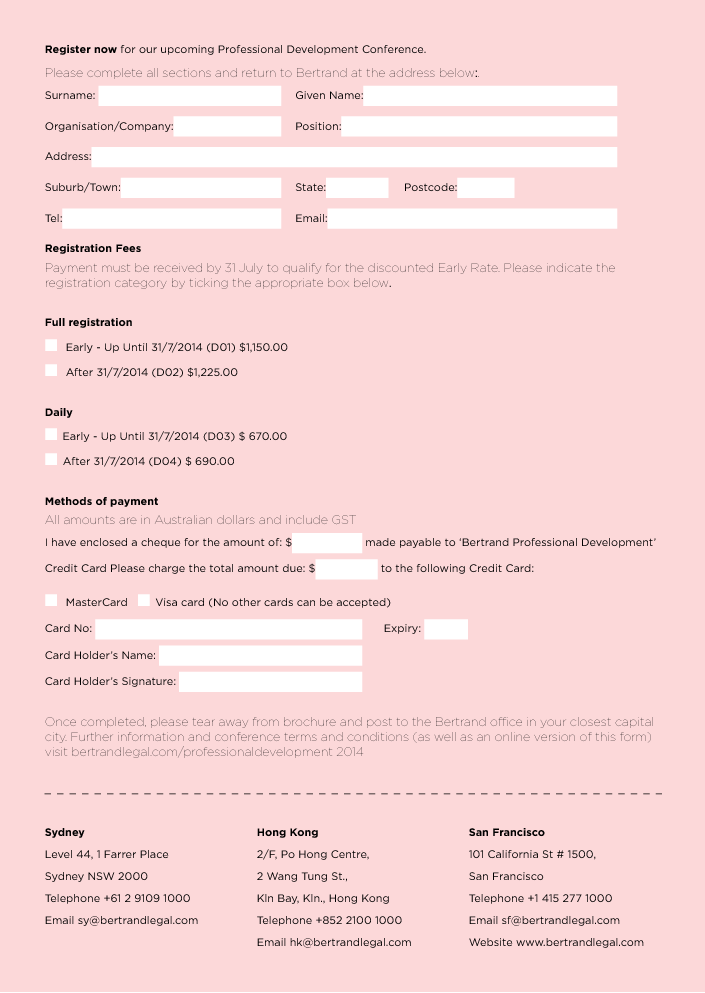 Register now for our upcoming Professional Development Conference.
Please complete all sections and return to Bertrand at the address below:.
Surname: Given Name:
Organisation/Company: Position:
Address:
Suburb/Town: State: Postcode:
Tel: Email:
Registration Fees
Payment must be received by 31 July to qualify for the discounted Early Rate. Please indicate the
registration category by ticking the appropriate box below.
Full registration
Early - Up Until 31/7/2014 (D01) $1,150.00
After 31/7/2014 (D02) $1,225.00
Daily
Early - Up Until 31/7/2014 (D03) $ 670.00
After 31/7/2014 (D04) $ 690.00
Methods of payment
All amounts are in Australian dollars and include GST
I have enclosed a cheque for the amount of: $ made payable to ‘Bertrand Professional Development’
Credit Card Please charge the total amount due: $ to the following Credit Card:
MasterCard Visa card (No other cards can be accepted)
Card No: Expiry:
Card Holder’s Name:
Card Holder’s Signature:
Once completed, please tear away from brochure and post to the Bertrand office in your closest capital
city. Further information and conference terms and conditions (as well as an online version of this form)
visit bertrandlegal.com/professionaldevelopment 2014
Sydney
Level 44, 1 Farrer Place
Sydney NSW 2000
Telephone +61 2 9109 1000
Email sy@bertrandlegal.com
Hong Kong
2/F, Po Hong Centre,
2 Wang Tung St.,
Kln Bay, Kln., Hong Kong
Telephone +852 2100 1000
Email hk@bertrandlegal.com
San Francisco
101 California St # 1500,
San Francisco
Telephone +1 415 277 1000
Email sf@bertrandlegal.com
Website www.bertrandlegal.com